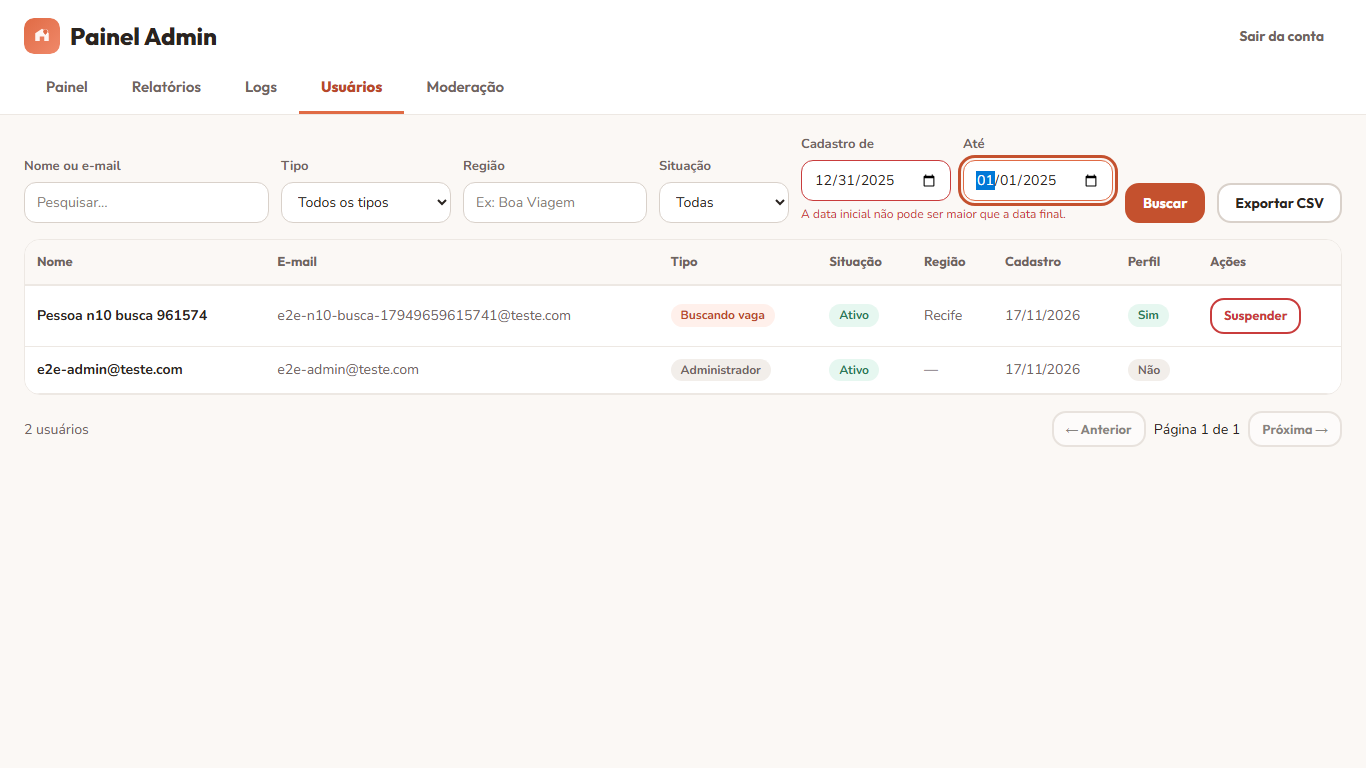 Painel Admin
Sair da conta
Painel
Relatórios
Logs
Usuários
Moderação
Nome ou e-mail
Pesquisar...
Tipo
Todos os tipos
Região
Ex: Boa Viagem
Situação
Todas
Cadastro de
12/31/2025
A data inicial não pode ser maior que a data final.
Até
01/01/2025
Buscar
Exportar CSV
Nome E-mail Tipo Situação Região Cadastro Perfil Ações
Pessoa n10 busca 961574 e2e-n10-busca-17949659615741@teste.com Buscando vaga Ativo Recife 17/11/2026 Sim Suspender
e2e-admin@teste.com e2e-admin@teste.com Administrador Ativo — 17/11/2026 Não
2 usuários
← Anterior Página 1 de 1 Próxima →